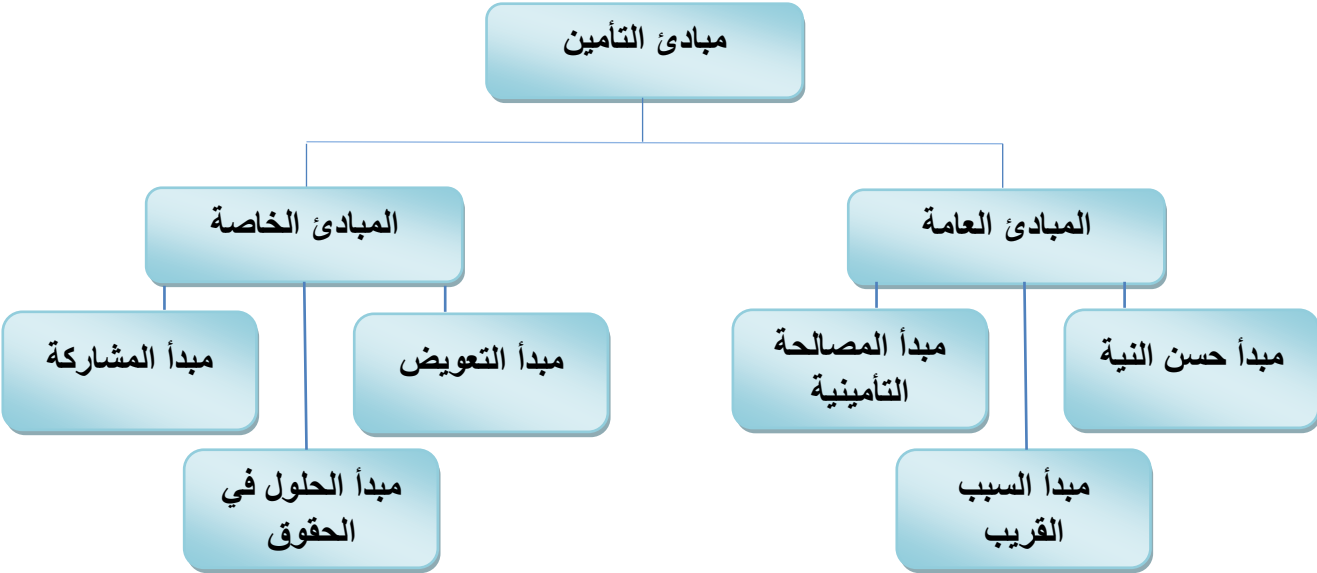 مبادئ التأمين
المبادئ العامة
المبادئ الخاصة
مبدأ حسن النية
مبدأ المصالحة
التأمينية
مبدأ السبب
القريب
مبدأ التعويض
مبدأ المشاركة
مبدأ الحلول في
الحقوق